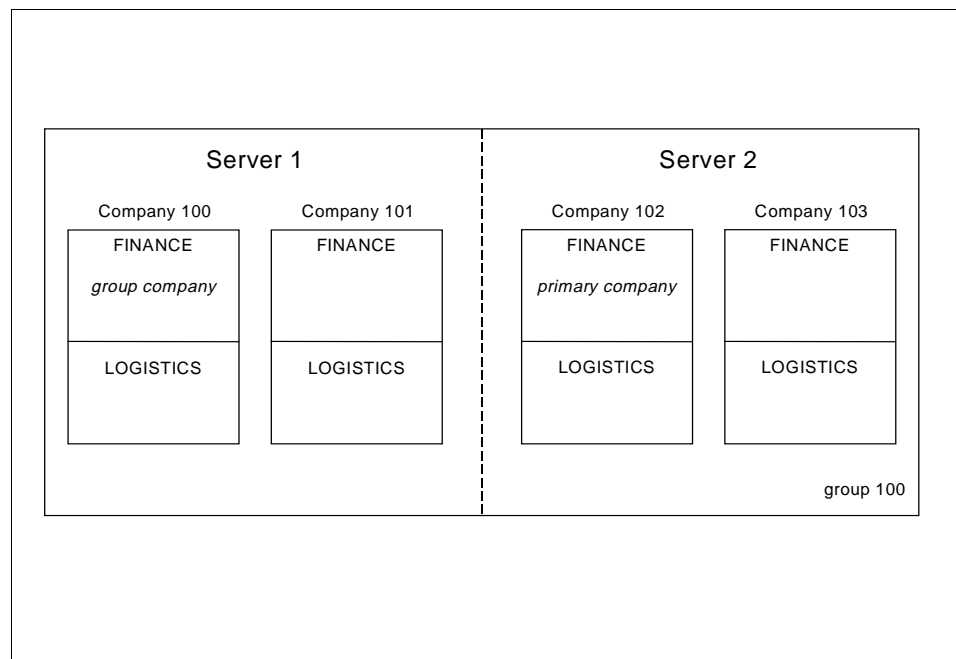 Server 1
Server 2
Company 100
Company 101
Company 102
Company 103
FINANCE
group company
LOGISTICS
FINANCE
LOGISTICS
FINANCE
primary company
LOGISTICS
FINANCE
LOGISTICS
group 100